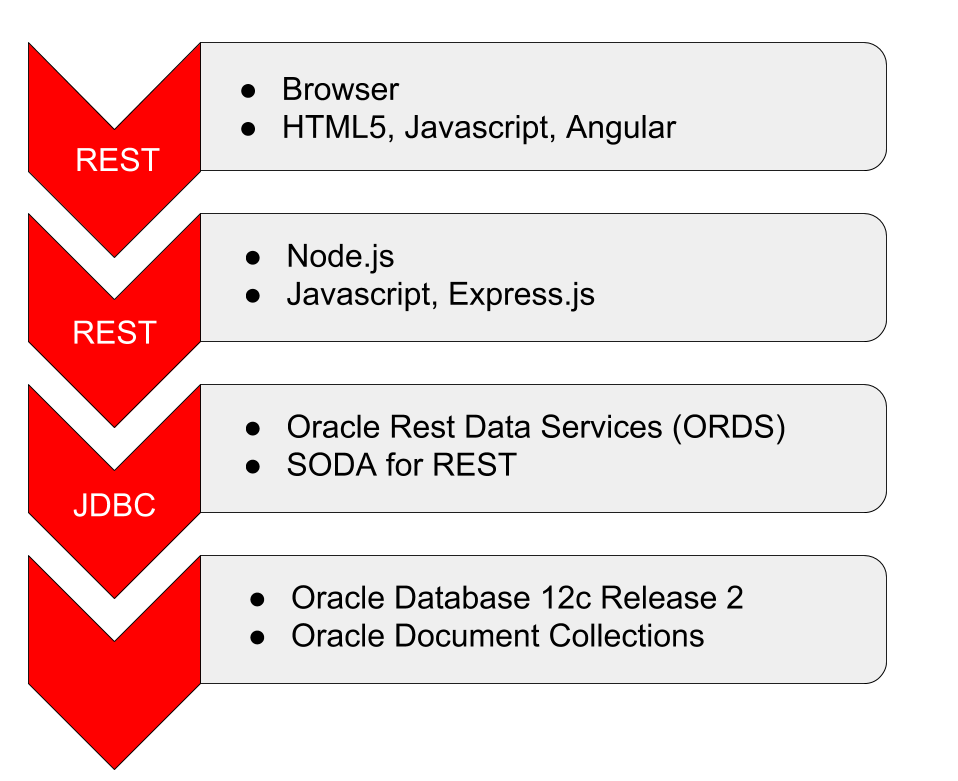 ● Browser
● HTML5, Javascript, Angular
REST
● Node.js
● Javascript, Express.js
REST
● Oracle Rest Data Services (ORDS)
● SODA for REST
JDBC
● Oracle Database 12c Release 2
● Oracle Document Collections